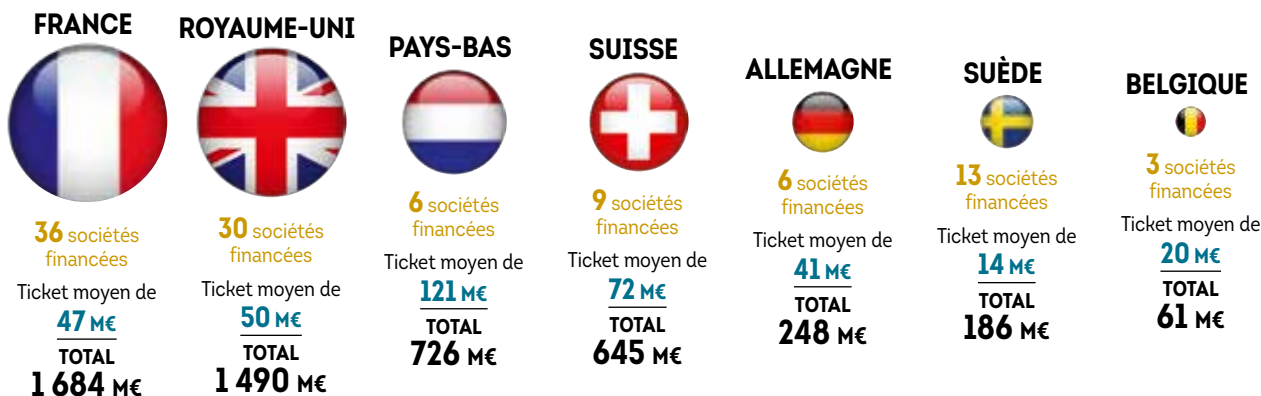 FRANCE
36 sociétés
financées
Ticket moyen de
47 M€
TOTAL
1 684 M€
ROYAUME-UNI
30 sociétés
financées
Ticket moyen de
50 M€
TOTAL
1 490 M€
PAYS-BAS
6 sociétés
financées
Ticket moyen de
121 M€
TOTAL
726 M€
SUISSE
9 sociétés
financées
Ticket moyen de
72 M€
TOTAL
645 M€
ALLEMAGNE
6 sociétés
financées
Ticket moyen de
41 M€
TOTAL
248 M€
SUÈDE
13 sociétés
financées
Ticket moyen de
14 M€
TOTAL
186 M€
BELGIQUE
3 sociétés
financées
Ticket moyen de
20 M€
TOTAL
61 M€